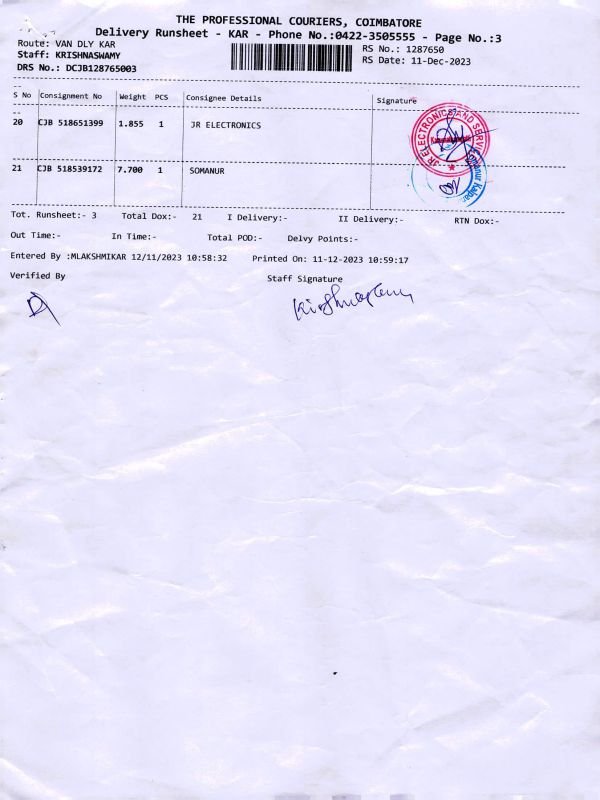 THE PROFESSIONAL COURIERS, COIMBATORE
Delivery Runsheet - KAR - Phone No.:0422-3505555 - Page No.:3
Route: VAN DLY KAR
RS No.: 1287650
Staff: KRISHNASWAMY
RS Date: 11-Dec-2023
DRS No.: DCJB128765003
S No Consignment No Weight PCS Consignee Details Signature
20 CJB 518651399 1.855 1 JR ELECTRONICS
JR ELECTRONICS AND SERV
21 CJB 518539172 7.700 1 SOMANUR
Tot. Runsheet:- 3 Total Dox:- 21 I Delivery:- II Delivery:- RTN Dox:-
Out Time:- In Time:- Total POD:- Delvy Points:-
Entered By :MLAKSHMIKAR 12/11/2023 10:58:32 Printed On: 11-12-2023 10:59:17
Verified By Staff Signature